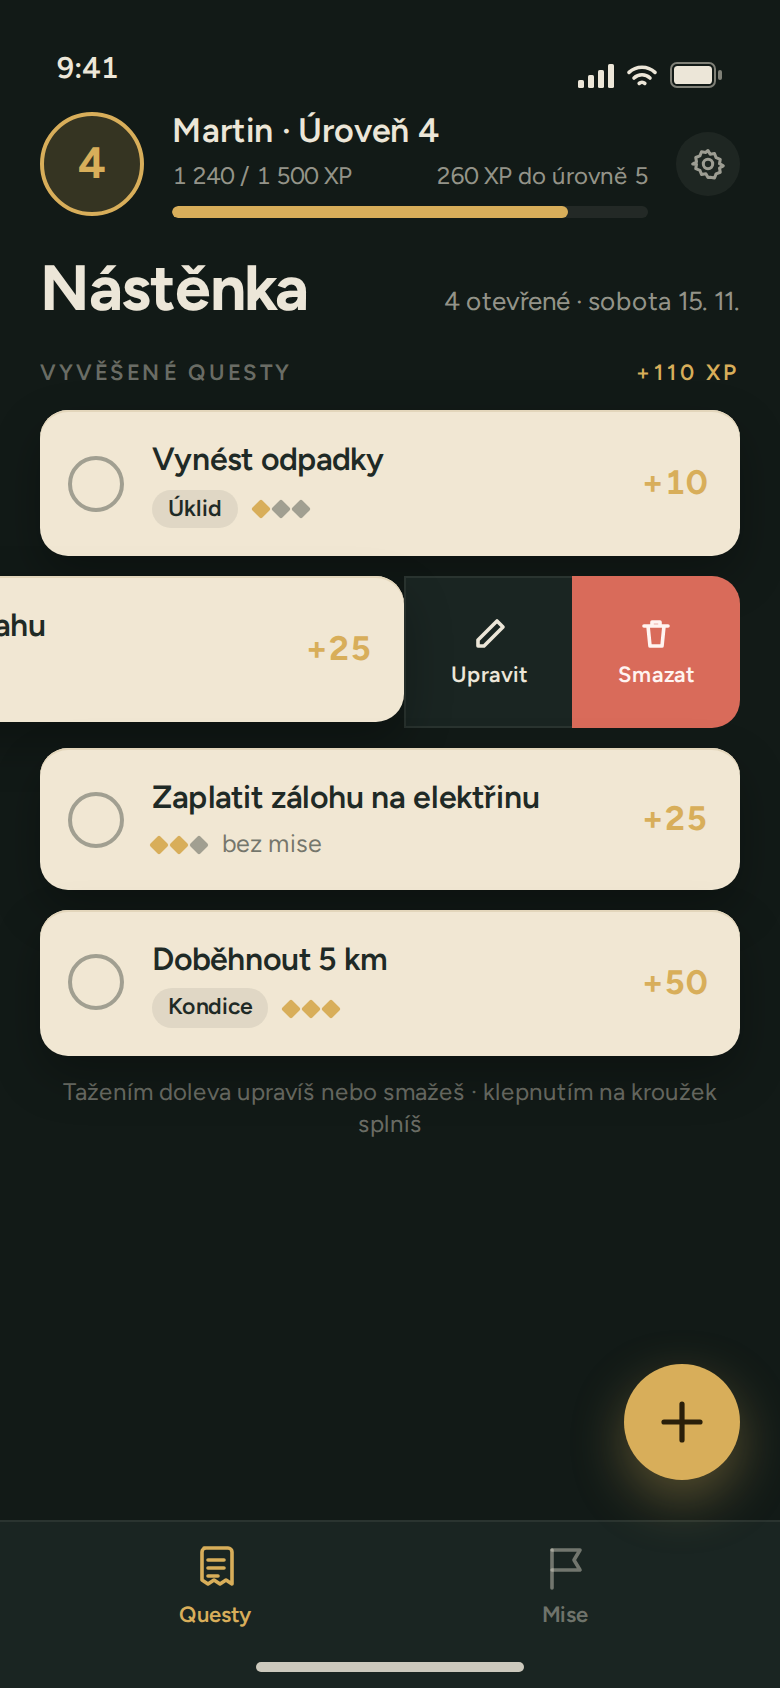 9:41
4
Martin · Úroveň 4
1 240 / 1 500 XP
260 XP do úrovně 5
Nástěnka
4 otevřené · sobota 15. 11.
VYVĚŠENÉ QUESTY
+110 XP
Vynést odpadky
Úklid
+10
ahu
+25
Upravit
Smazat
Zaplatit zálohu na elektřinu
bez mise
+25
Doběhnout 5 km
Kondice
+50
Tažením doleva upravíš nebo smažeš · klepnutím na kroužek
splníš
Questy
Mise